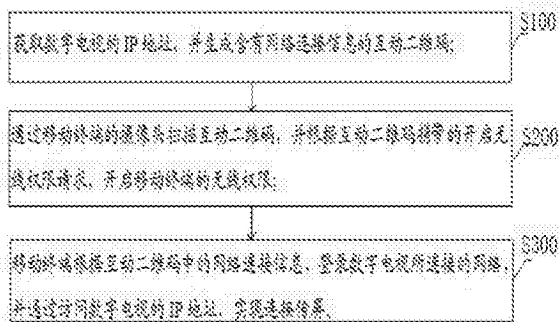 S100
获取数字电视的IP地址，并生成含有网络连接信息的互动二维码；
S200
通过移动终端的摄像头扫描互动二维码，并根据互动二维码携带的开启无
线权限请求，开启移动终端的无线权限；
S300
移动终端根据互动二维码中的网络连接信息，登录数字电视所连接的网络，
并通过访问数字电视的IP地址，实现连接传屏。